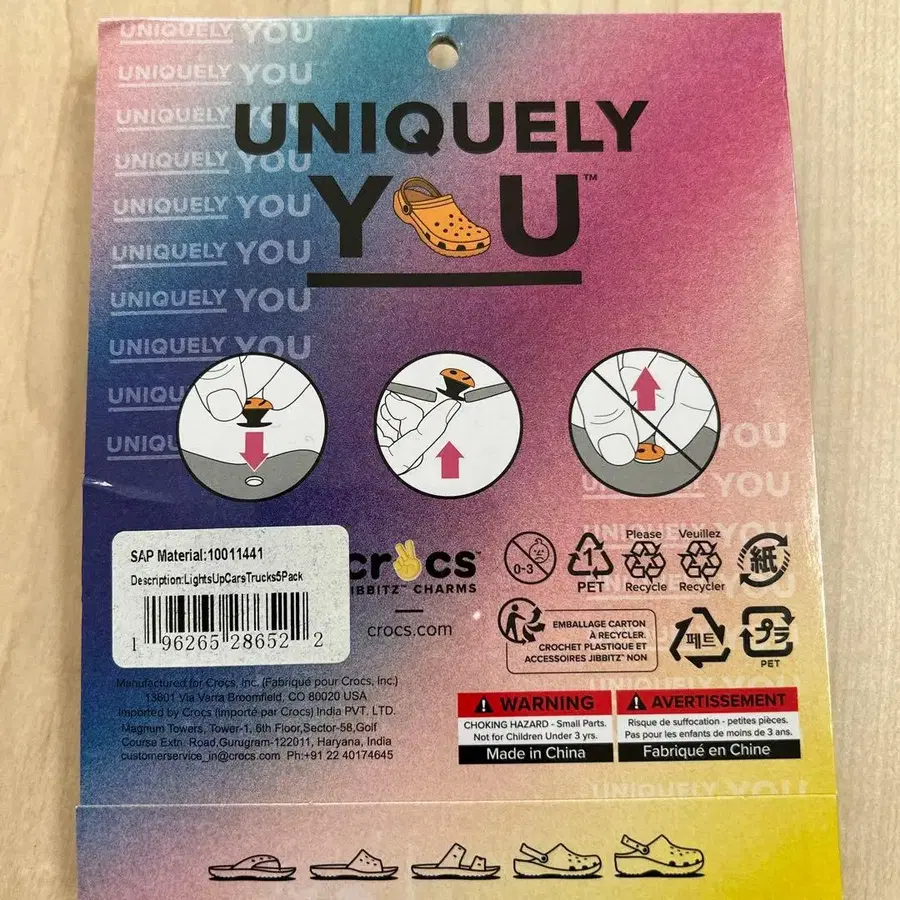 UNIQUELY YOU
UNIQUELY YOU
UNIQUELY YOU
UNIQUELY YOU
UNIQUELY YOU
UNIQUELY YOU
UNIQUELY YOU
UNIQUELY YOU
UNIQUE
UNIQU
UNIQUELY
YOU™
YOU
UNIQUELY YOU
UNIQUELY YOU
SAP Material:10011441
Description:LightsUpCarsTrucks5Pack
1 96265 28652 2
crocs™
JIBBITZ™ CHARMS
crocs.com
0-3
1
PET
Please
Recycle
Veuillez
Recycler
紙
EMBALLAGE CARTON
À RECYCLER.
CROCHET PLASTIQUE ET
ACCESSOIRES JIBBITZ™ NON
페트
プラ
PET
Manufactured for Crocs, Inc. (Fabriqué pour Crocs, Inc.)
13601 Via Varra Broomfield, CO 80020 USA
Imported by Crocs (Importé par Crocs) India PVT. LTD.
Magnum Towers, Tower-1, 6th Floor,Sector-58,Golf
Course Extn. Road,Gurugram-122011, Haryana, India
customerservice_in@crocs.com Ph:+91 22 40174645
WARNING
CHOKING HAZARD - Small Parts.
Not for Children Under 3 yrs.
Made in China
AVERTISSEMENT
Risque de suffocation - petites pièces.
Pas pour les enfants de moins de 3 ans.
Fabriqué en Chine
UNIQUELY YOU